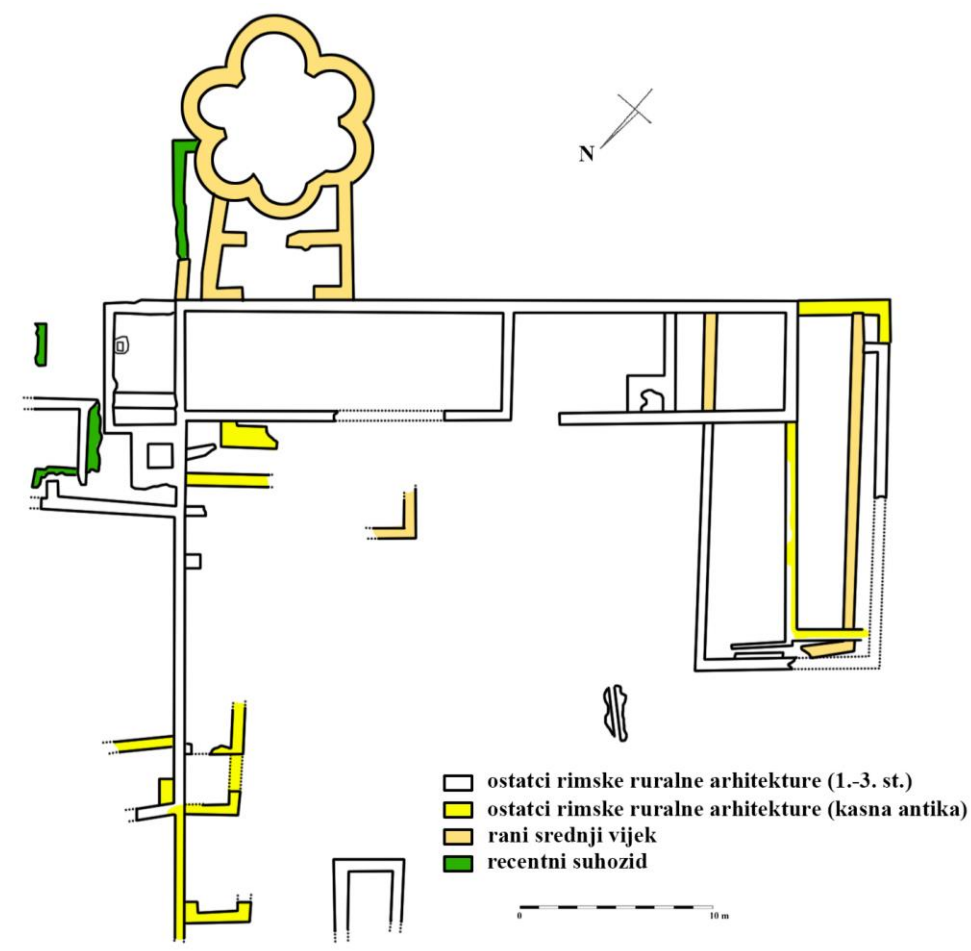 N
ostatci rimske ruralne arhitekture (1.-3. st.)
ostatci rimske ruralne arhitekture (kasna antika)
rani srednji vijek
recentni suhozid
0 10 m